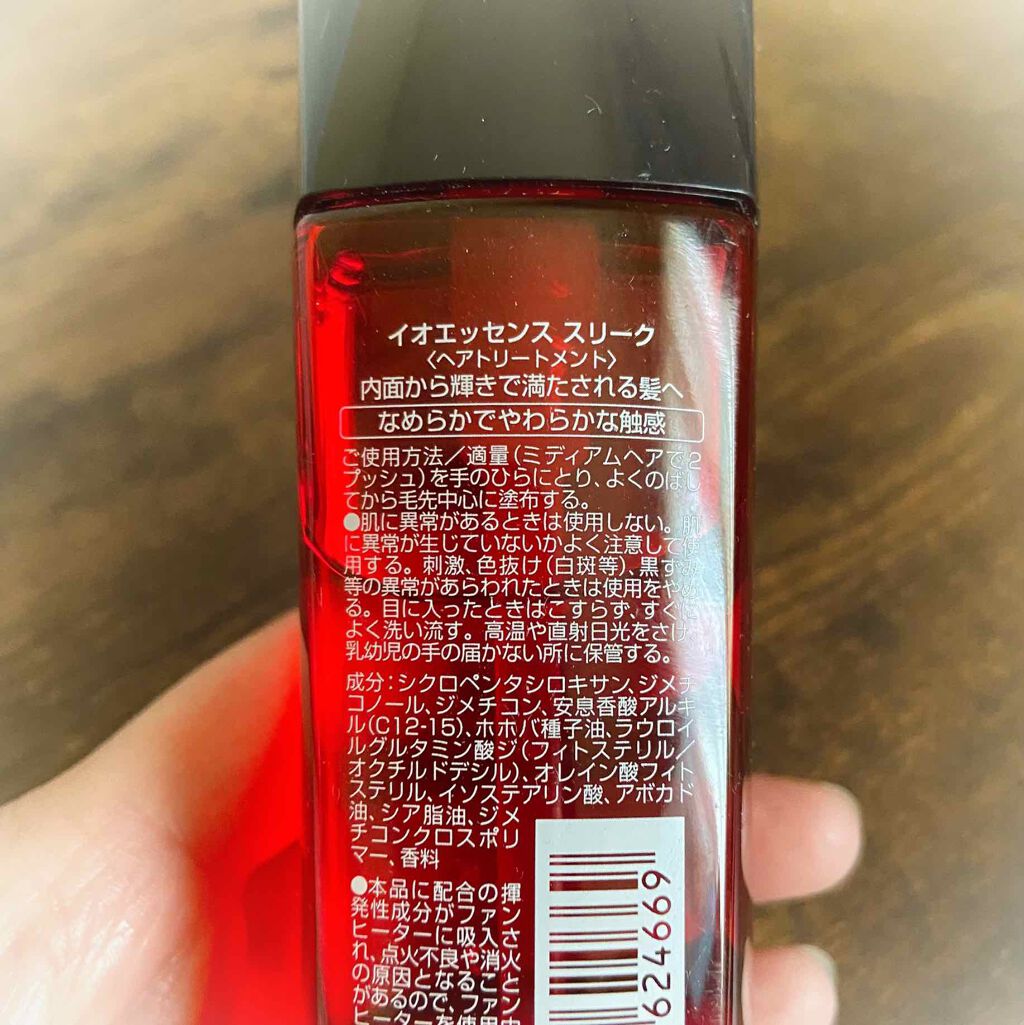 イオエッセンス スリーク
〈ヘアトリートメント〉
内面から輝きで満たされる髪へ
なめらかでやわらかな触感
ご使用方法／適量（ミディアムヘアで2
プッシュ）を手のひらにとり、よくのばし
てから毛先中心に塗布する。
●肌に異常があるときは使用しない。肌
に異常が生じていないかよく注意して使
用する。刺激、色抜け（白斑等）、黒ずみ
等の異常があらわれたときは使用をやめ
る。目に入ったときはこすらず、すぐに
よく洗い流す。高温や直射日光をさけ、
乳幼児の手の届かない所に保管する。
成分：シクロペンタシロキサン、ジメチ
コノール、ジメチコン、安息香酸アルキ
ル(C12-15)、ホホバ種子油、ラウロイ
ルグルタミン酸ジ（フィトステリル／
オクチルドデシル）、オレイン酸フィト
ステリル、イソステアリン酸、アボカド
油、シア脂油、ジメ
チコンクロスポリ
マー、香料
●本品に配合の揮
発性成分がファン
ヒーターに吸入さ
れ、点火不良や消火
の原因となること
があるので、ファン
ヒーターを使用中
624669